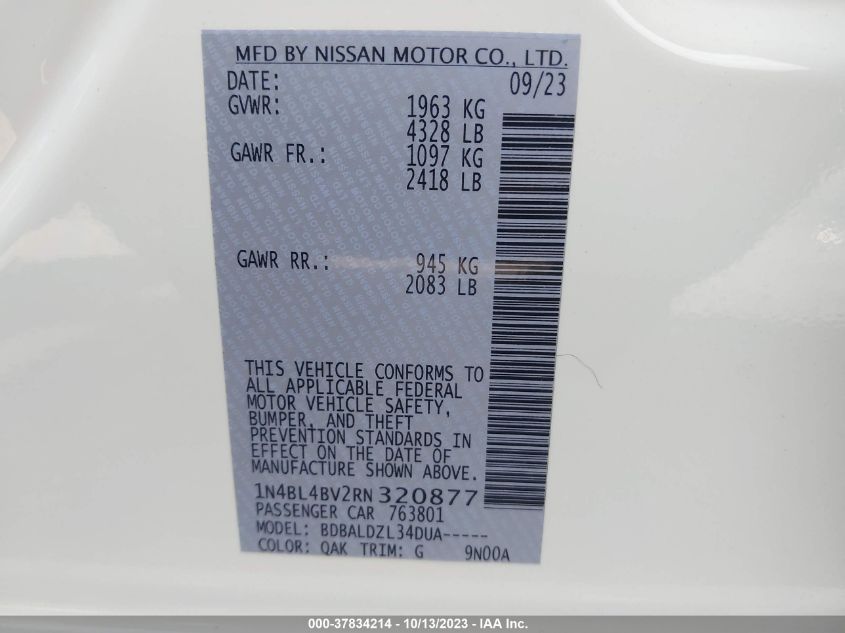 MFD BY NISSAN MOTOR CO., LTD.
DATE: 09/23
GVWR: 1963 KG
4328 LB
GAWR FR.: 1097 KG
2418 LB
GAWR RR.: 945 KG
2083 LB
THIS VEHICLE CONFORMS TO
ALL APPLICABLE FEDERAL
MOTOR VEHICLE SAFETY,
BUMPER, AND THEFT
PREVENTION STANDARDS IN
EFFECT ON THE DATE OF
MANUFACTURE SHOWN ABOVE.
1N4BL4BV2RN320877
PASSENGER CAR 763801
MODEL: BDBALDZL34DUA-----
COLOR: QAK TRIM: G 9N00A
000-37834214 - 10/13/2023 - IAA Inc.